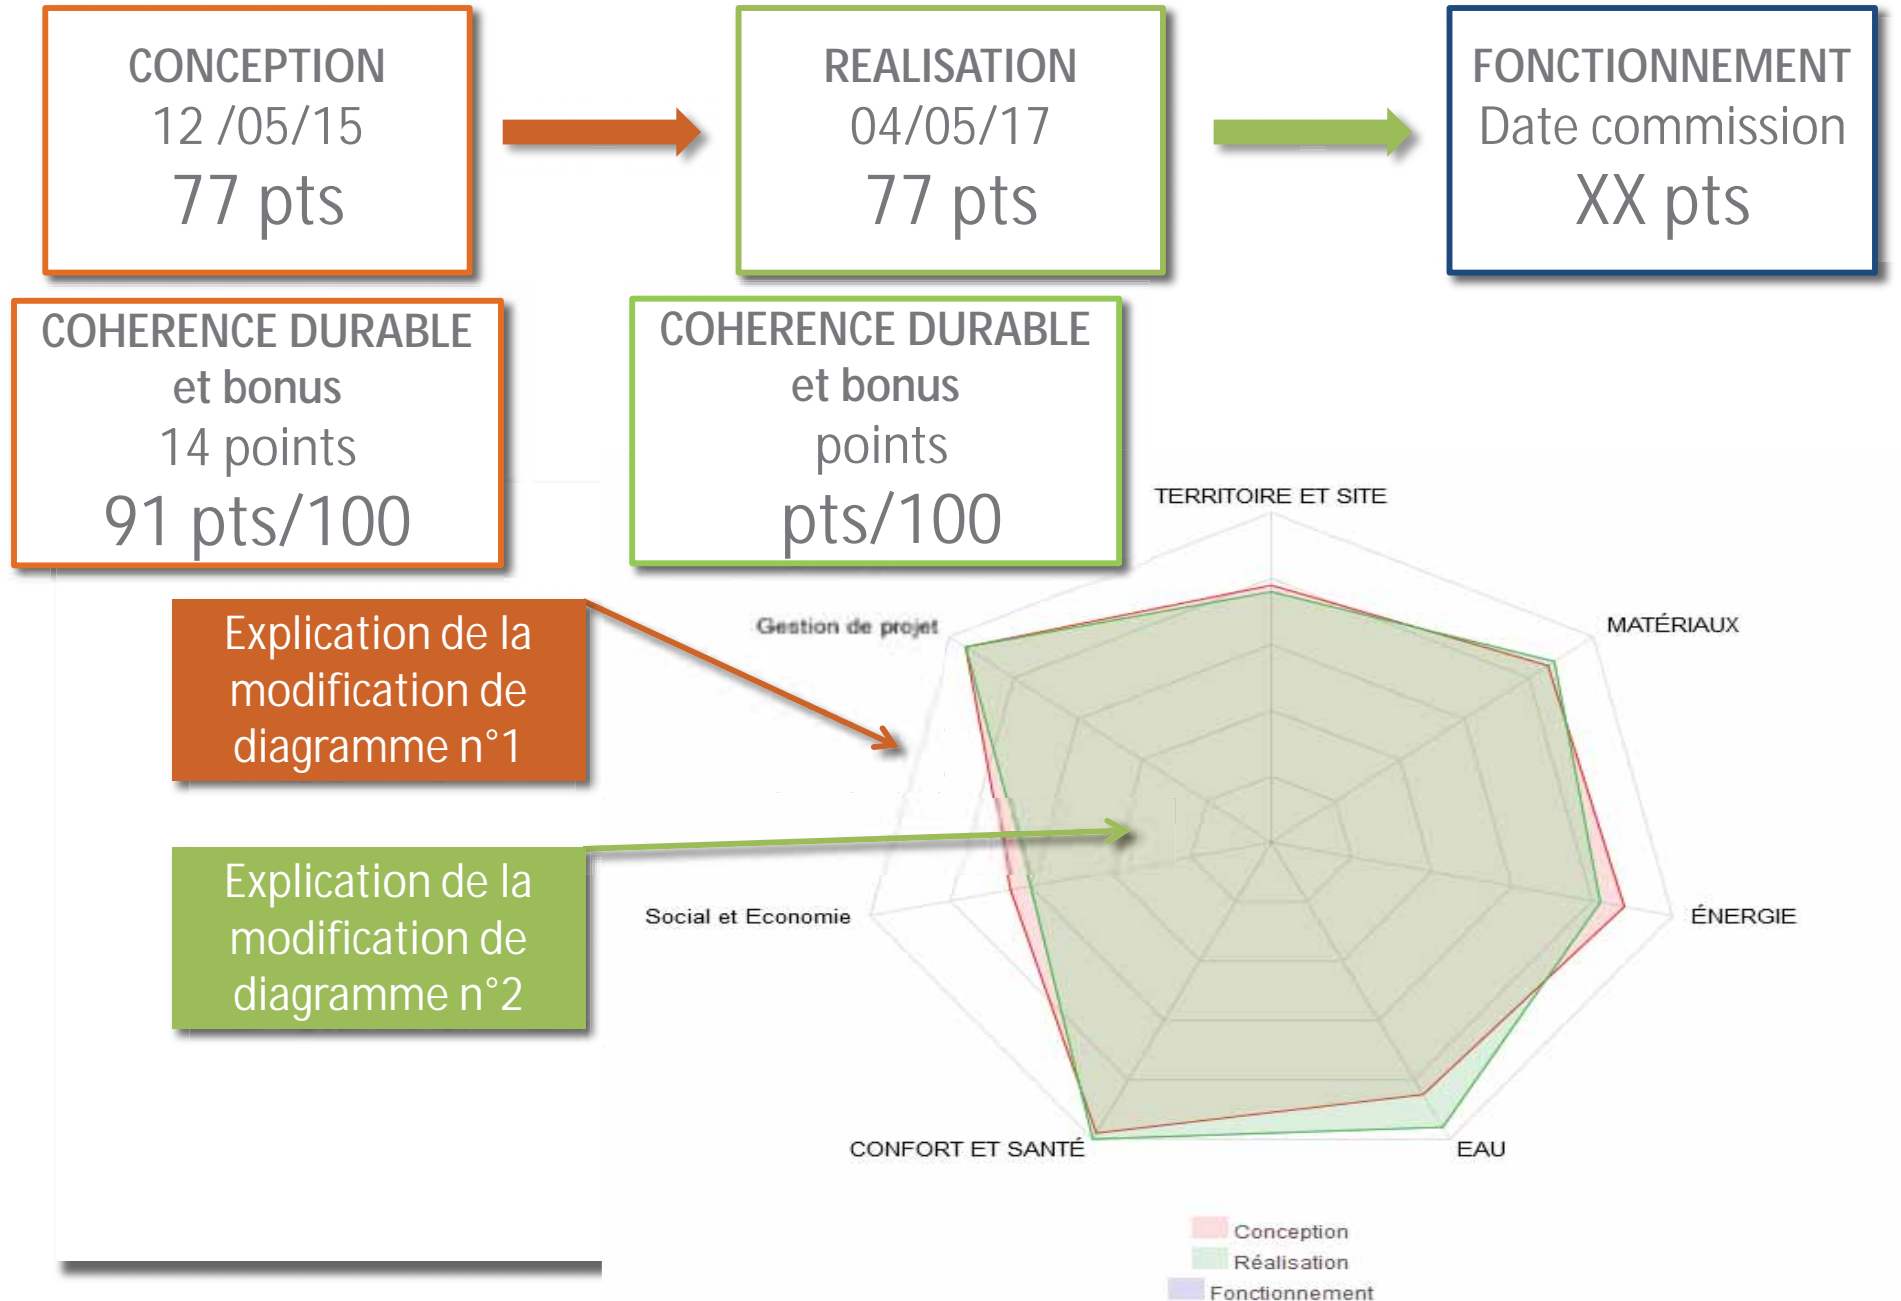 CONCEPTION
12 /05/15
77 pts
REALISATION
04/05/17
77 pts
FONCTIONNEMENT
Date commission
XX pts
COHERENCE DURABLE
et bonus
14 points
91 pts/100
COHERENCE DURABLE
et bonus
points
pts/100
Explication de la
modification de
diagramme n°1
Explication de la
modification de
diagramme n°2
TERRITOIRE ET SITE
MATÉRIAUX
ÉNERGIE
EAU
CONFORT ET SANTÉ
Social et Economie
Gestion de projet
Conception
Réalisation
Fonctionnement